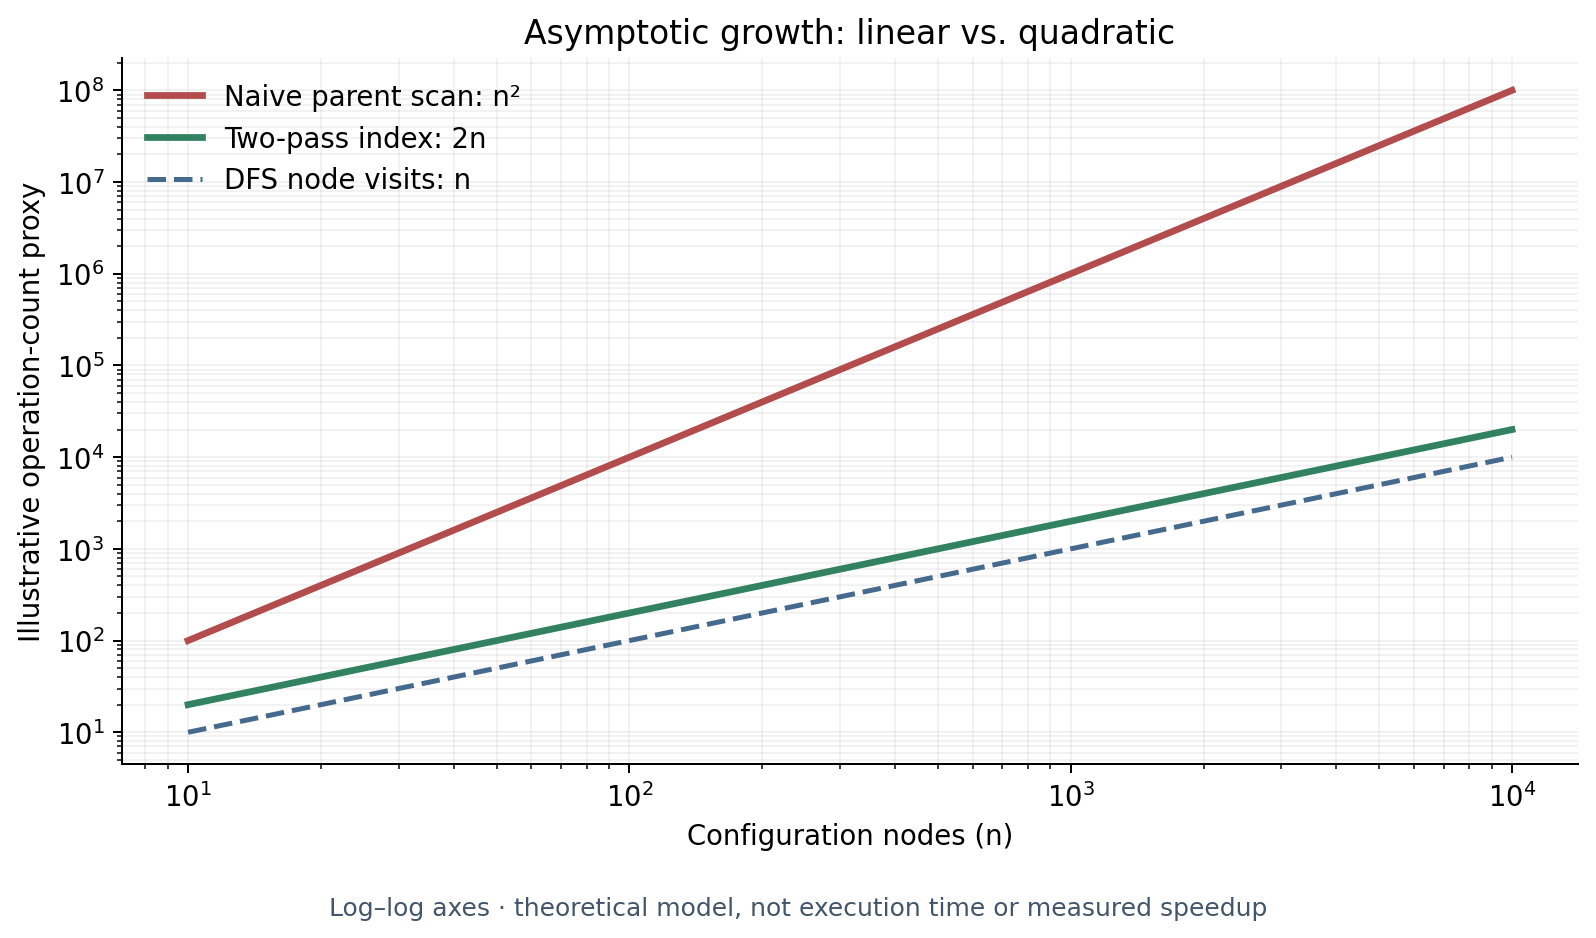 Asymptotic growth: linear vs. quadratic
Naive parent scan: n²
Two-pass index: 2n
DFS node visits: n
Illustrative operation-count proxy
10⁸
10⁷
10⁶
10⁵
10⁴
10³
10²
10¹
10¹ 10² 10³ 10⁴
Configuration nodes (n)
Log–log axes · theoretical model, not execution time or measured speedup